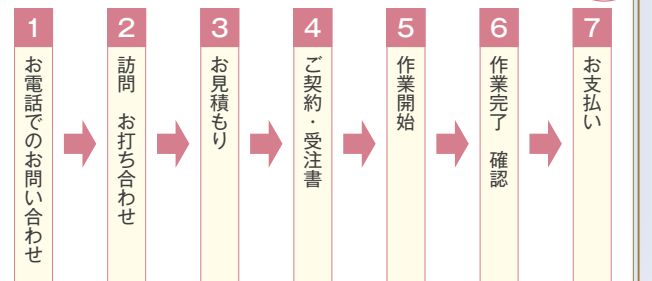 1
お電話でのお問い合わせ
2
訪問　お打ち合わせ
3
お見積もり
4
ご契約・受注書
5
作業開始
6
作業完了　確認
7
お支払い